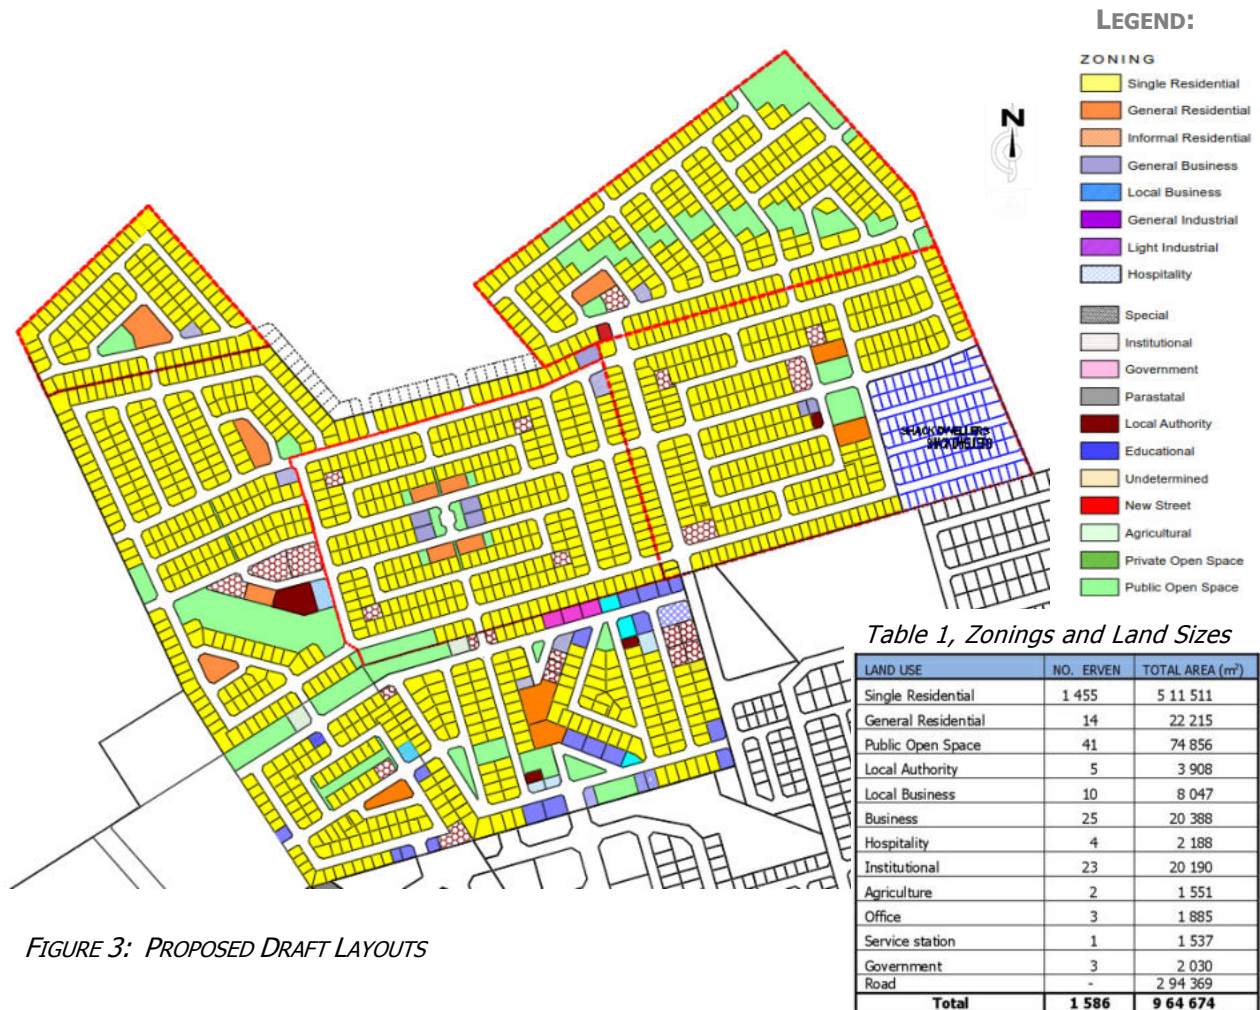 LEGEND:
ZONING
Single Residential
General Residential
Informal Residential
General Business
Local Business
General Industrial
Light Industrial
Hospitality
Special
Institutional
Government
Parastatal
Local Authority
Educational
Undetermined
New Street
Agricultural
Private Open Space
Public Open Space
N
SHACK DWELLERS
SHACK DWELLERS
Table 1, Zonings and Land Sizes
LAND USE NO. ERVEN TOTAL AREA (m²)
Single Residential 1 455 5 11 511
General Residential 14 22 215
Public Open Space 41 74 856
Local Authority 5 3 908
Local Business 10 8 047
Business 25 20 388
Hospitality 4 2 188
Institutional 23 20 190
Agriculture 2 1 551
Office 3 1 885
Service station 1 1 537
Government 3 2 030
Road - 2 94 369
Total 1 586 9 64 674
FIGURE 3: PROPOSED DRAFT LAYOUTS